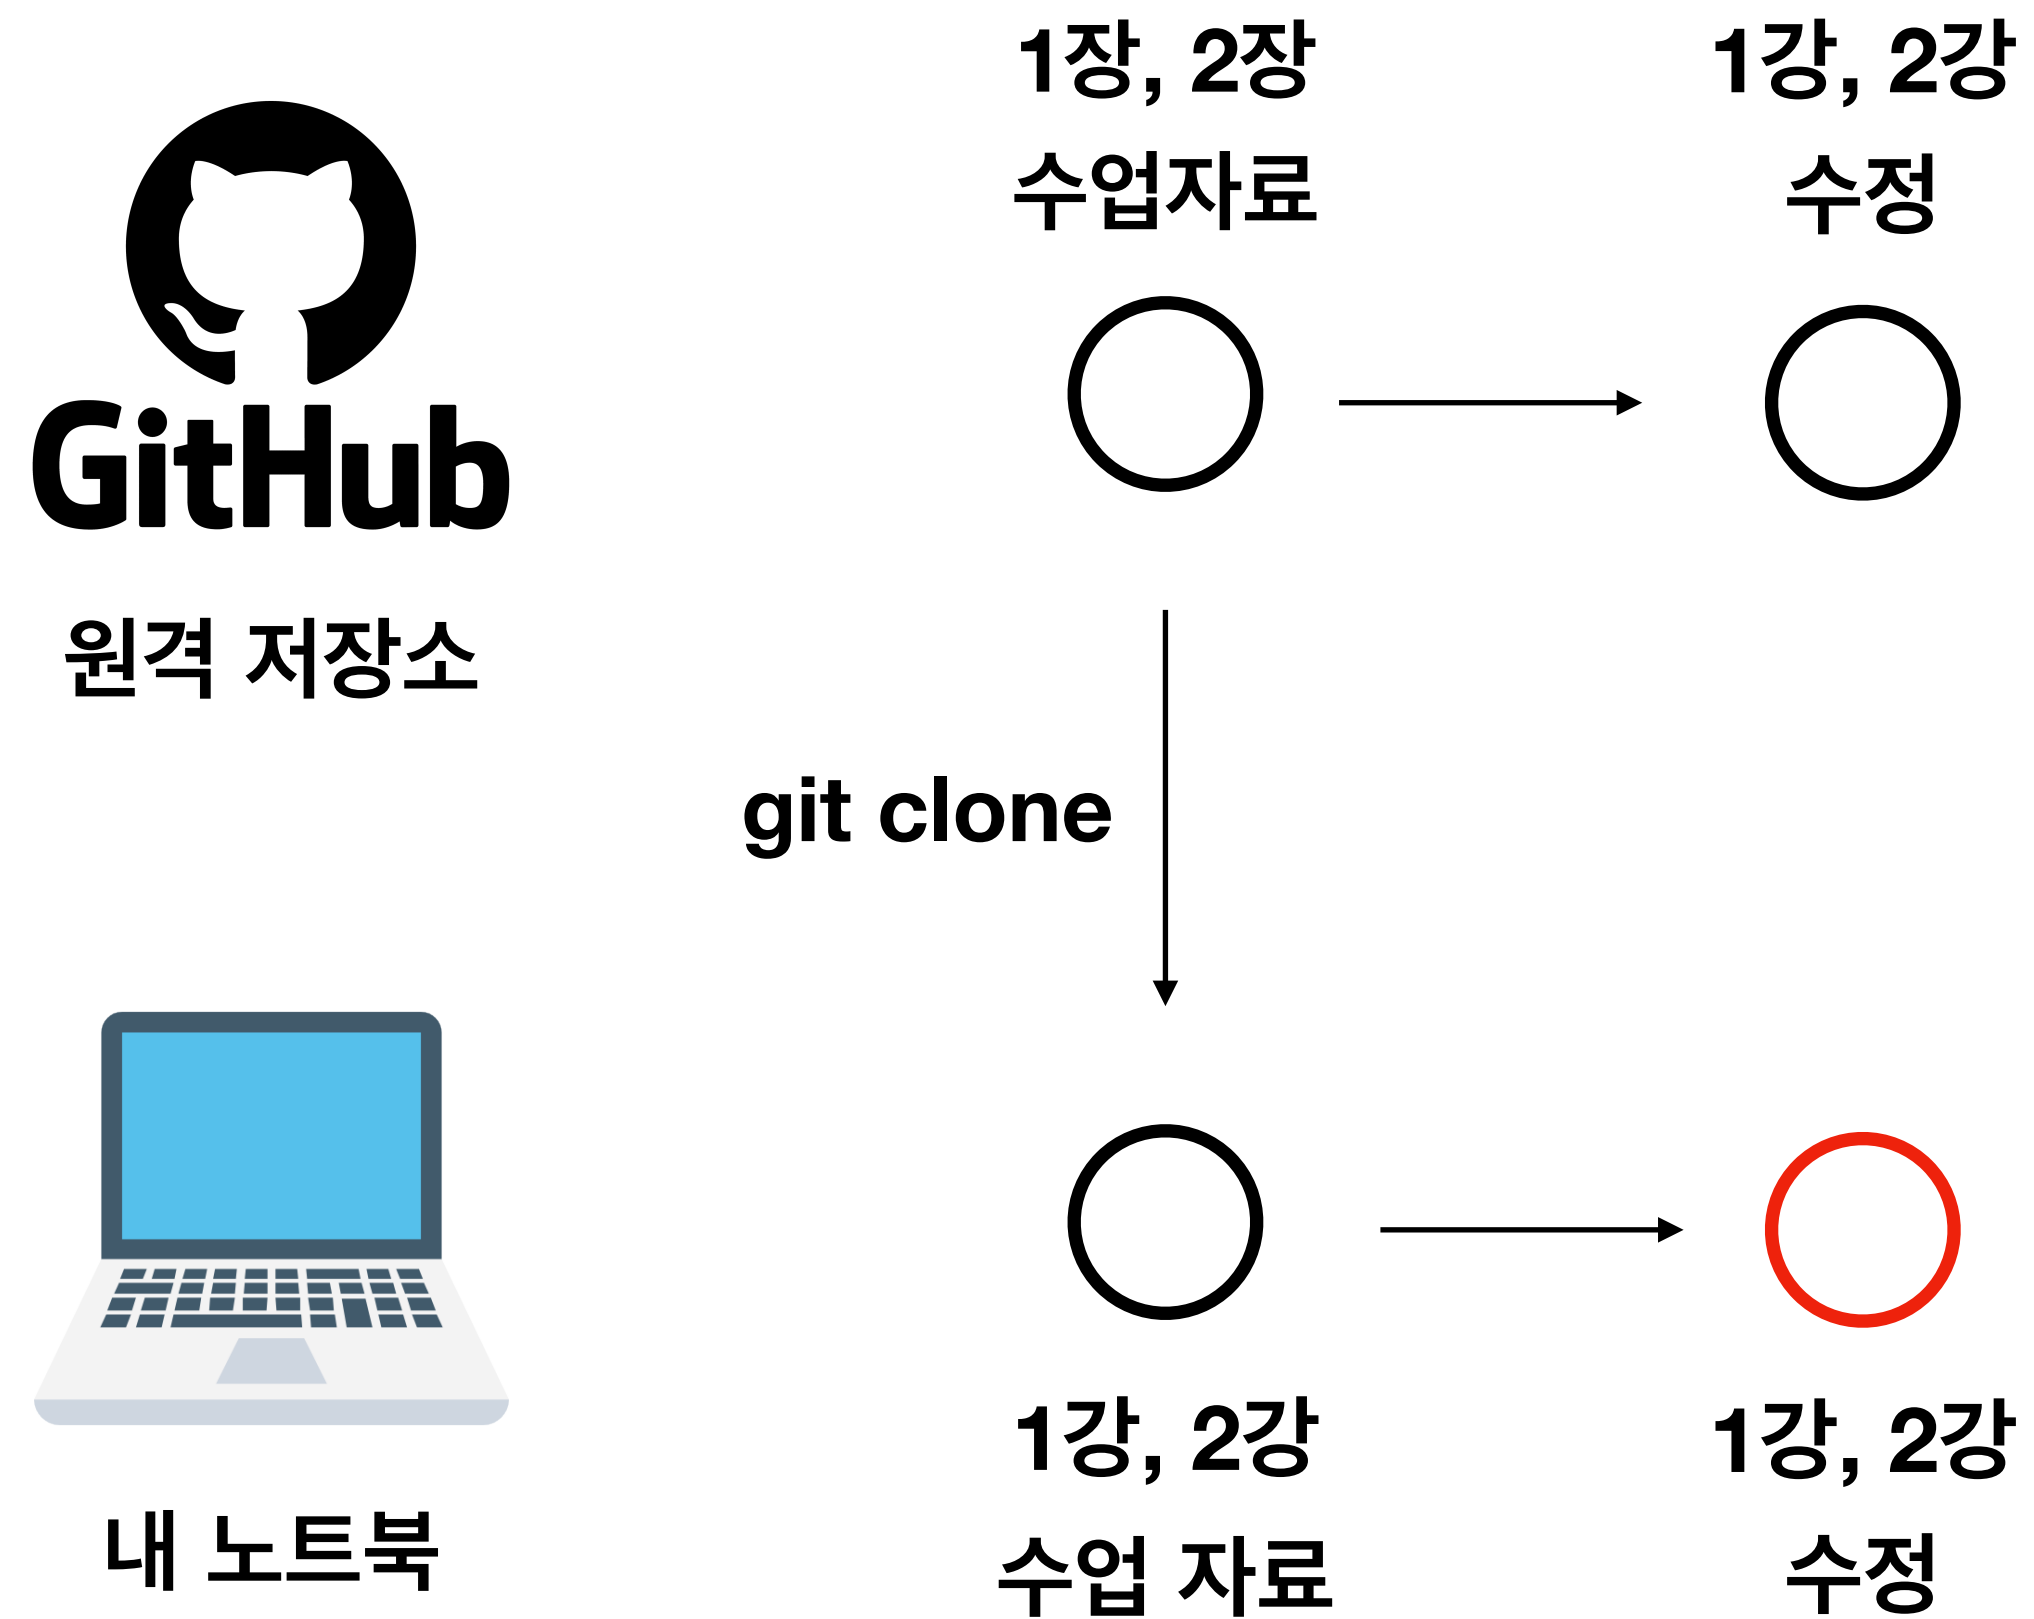 1장, 2장
수업자료
1강, 2강
수정
GitHub
원격 저장소
git clone
내 노트북
1강, 2강
수업 자료
1강, 2강
수정